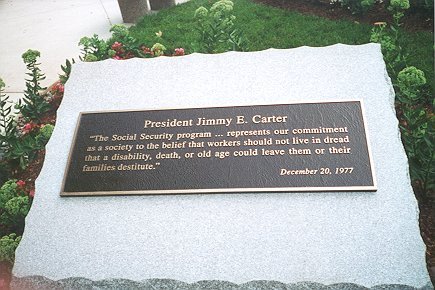 President Jimmy E. Carter
"The Social Security program ... represents our commitment
as a society to the belief that workers should not live in dread
that a disability, death, or old age could leave them or their
families destitute."
December 20, 1977